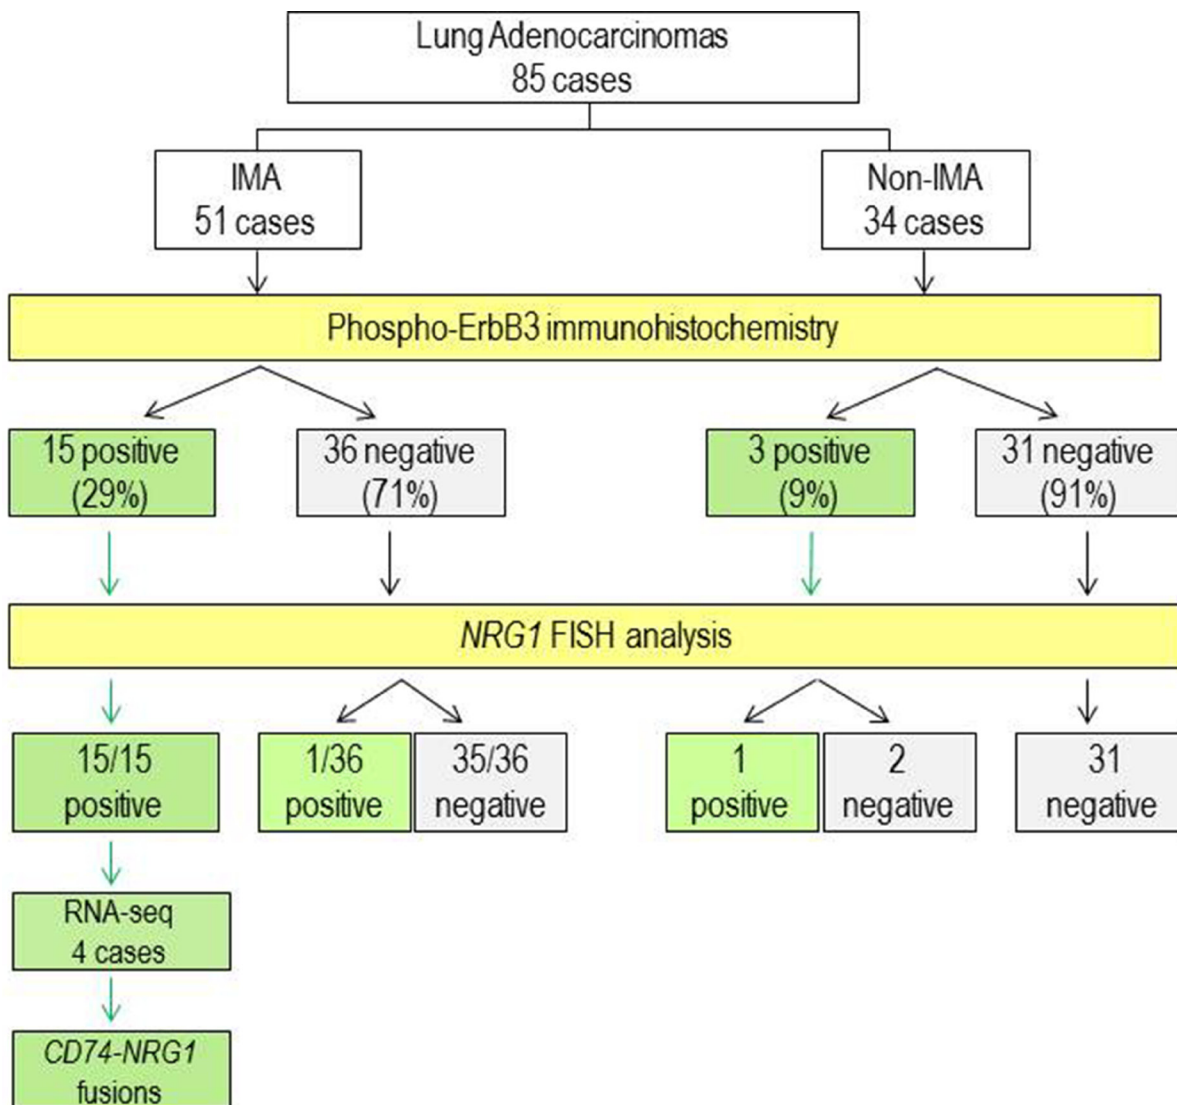 Lung Adenocarcinomas
85 cases
IMA
51 cases
Non-IMA
34 cases
Phospho-ErbB3 immunohistochemistry
15 positive
(29%)
36 negative
(71%)
3 positive
(9%)
31 negative
(91%)
NRG1 FISH analysis
15/15
positive
1/36
positive
35/36
negative
1
positive
2
negative
31
negative
RNA-seq
4 cases
CD74-NRG1
fusions